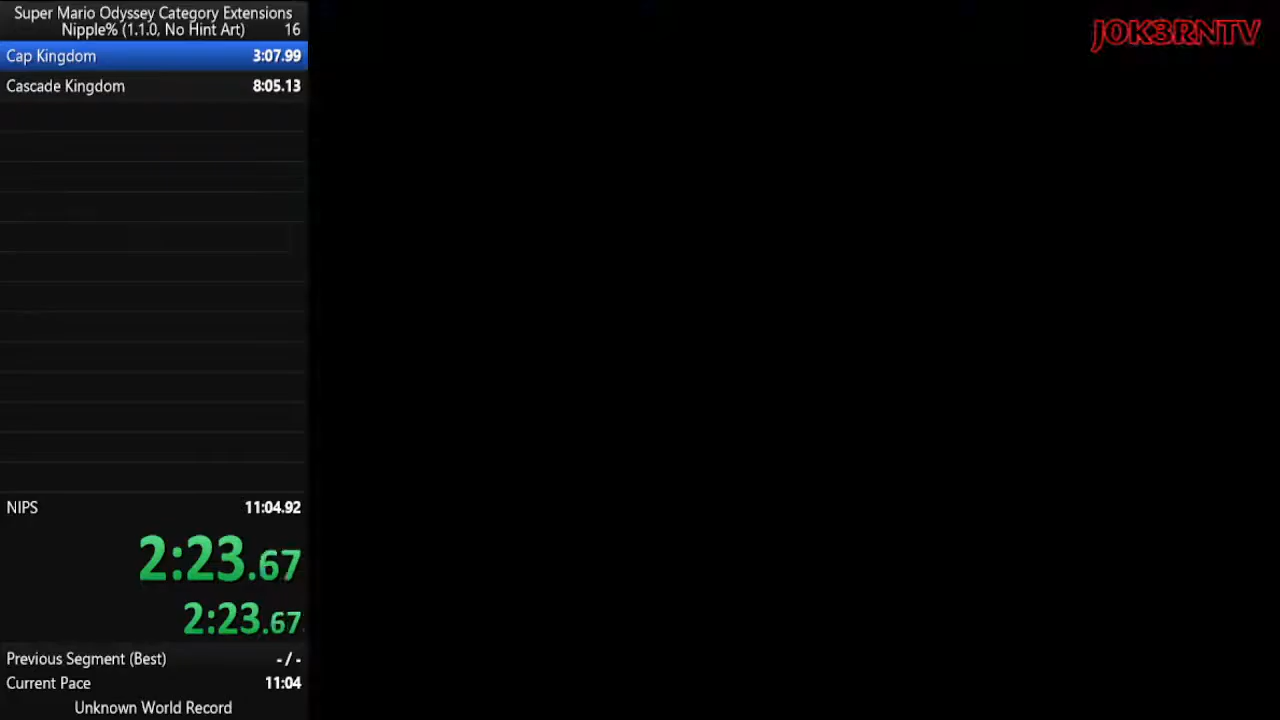 Super Mario Odyssey Category Extensions
Nipple% (1.1.0, No Hint Art) 16
Cap Kingdom 3:07.99
Cascade Kingdom 8:05.13
NIPS 11:04.92
2:23.67
2:23.67
Previous Segment (Best) - / -
Current Pace 11:04
Unknown World Record
JOK3RNTV